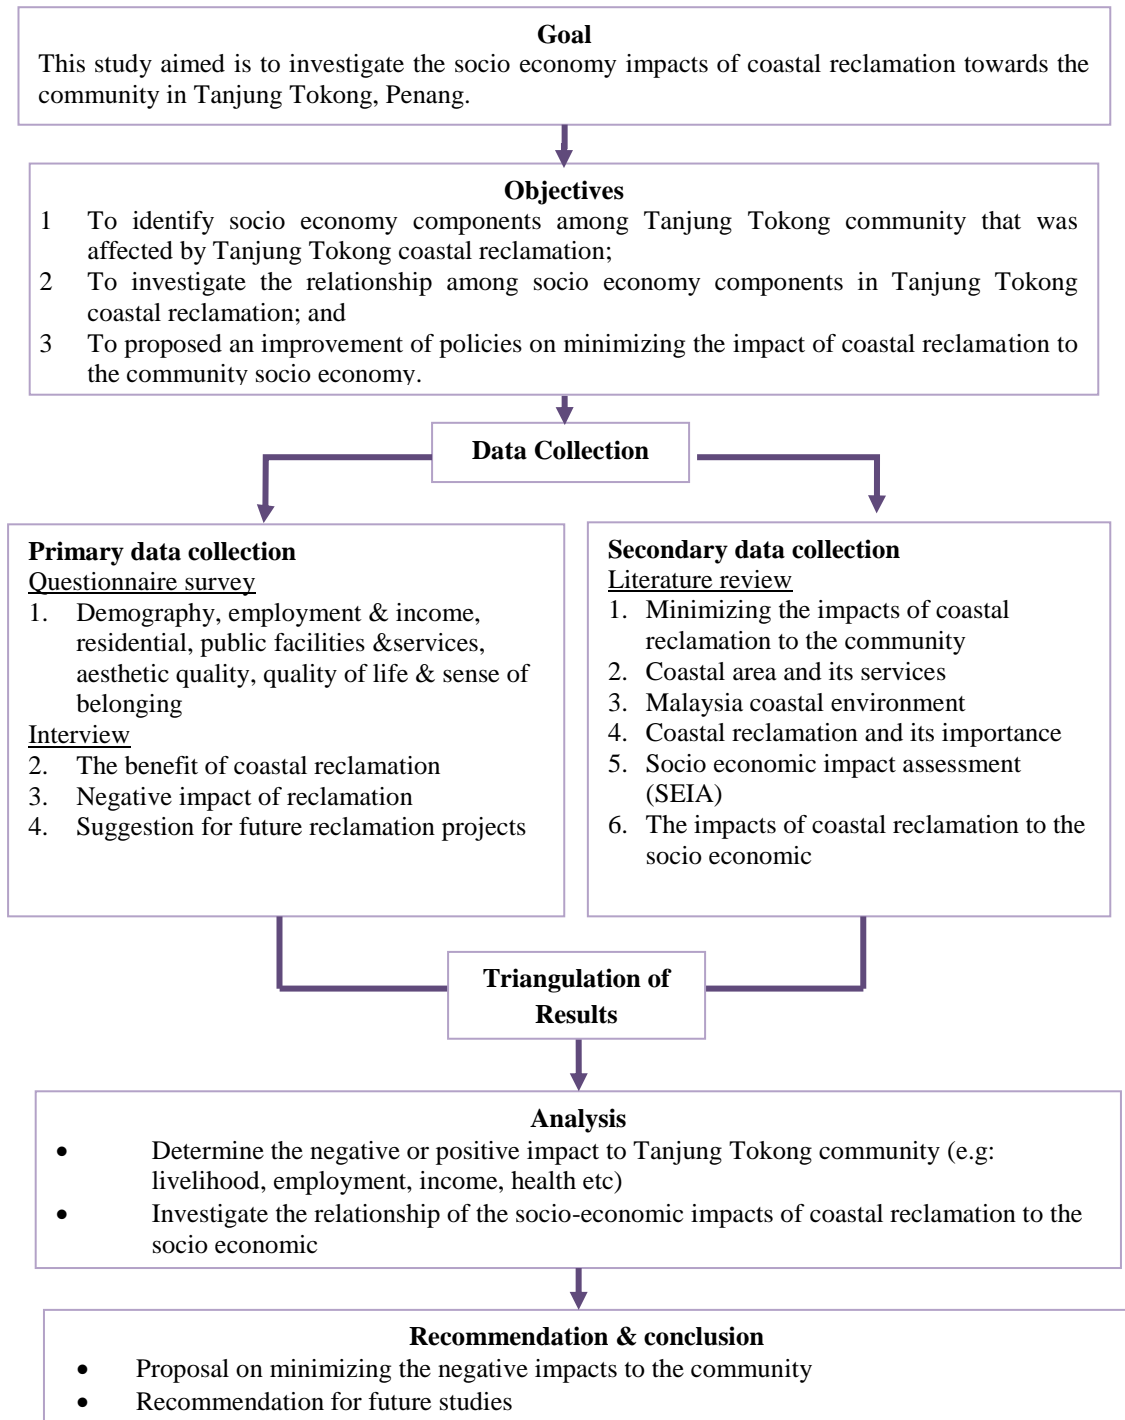 Goal
This study aimed is to investigate the socio economy impacts of coastal reclamation towards the
community in Tanjung Tokong, Penang.
Objectives
1 To identify socio economy components among Tanjung Tokong community that was
affected by Tanjung Tokong coastal reclamation;
2 To investigate the relationship among socio economy components in Tanjung Tokong
coastal reclamation; and
3 To proposed an improvement of policies on minimizing the impact of coastal reclamation to
the community socio economy.
Data Collection
Primary data collection
Questionnaire survey
1. Demography, employment & income,
residential, public facilities &services,
aesthetic quality, quality of life & sense of
belonging
Interview
2. The benefit of coastal reclamation
3. Negative impact of reclamation
4. Suggestion for future reclamation projects
Secondary data collection
Literature review
1. Minimizing the impacts of coastal
reclamation to the community
2. Coastal area and its services
3. Malaysia coastal environment
4. Coastal reclamation and its importance
5. Socio economic impact assessment
(SEIA)
6. The impacts of coastal reclamation to the
socio economic
Triangulation of
Results
Analysis
• Determine the negative or positive impact to Tanjung Tokong community (e.g:
livelihood, employment, income, health etc)
• Investigate the relationship of the socio-economic impacts of coastal reclamation to the
socio economic
Recommendation & conclusion
• Proposal on minimizing the negative impacts to the community
• Recommendation for future studies